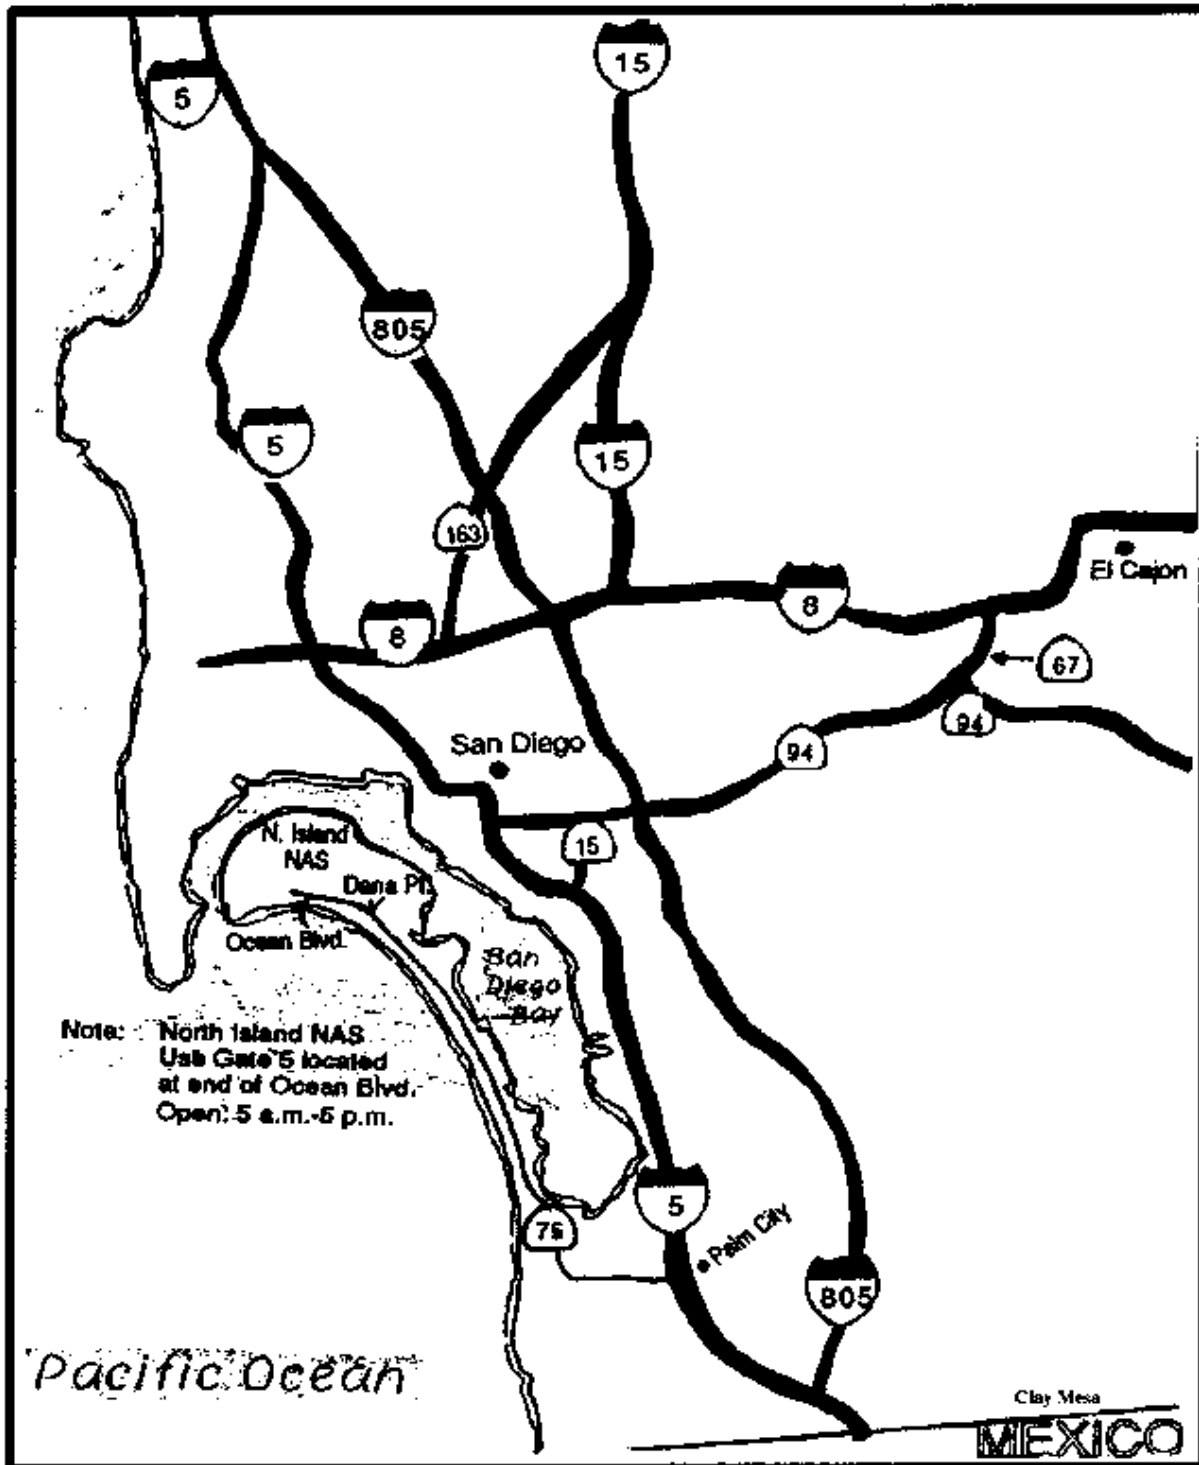 15
5
805
5
15
163
El Cajon
8
8
67
94
San Diego
94
N. Island
NAS
15
Dana Pl.
Ocean Blvd.
San
Diego
Bay
Note: North Island NAS
Use Gate 5 located
at end of Ocean Blvd.
Open: 5 a.m.-5 p.m.
5
75
Palm City
805
Pacific Ocean
Clay Mesa
MEXICO